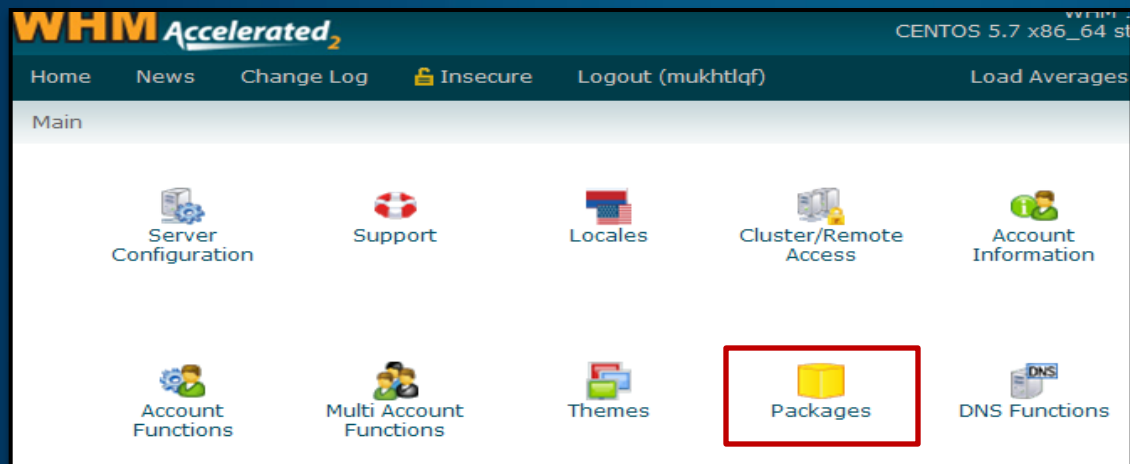 WHM Accelerated2
CENTOS 5.7 x86_64 st
Home News Change Log Insecure Logout (mukhtlqf) Load Averages
Main
Server Configuration
Support
Locales
Cluster/Remote Access
Account Information
Account Functions
Multi Account Functions
Themes
Packages
DNS
DNS Functions